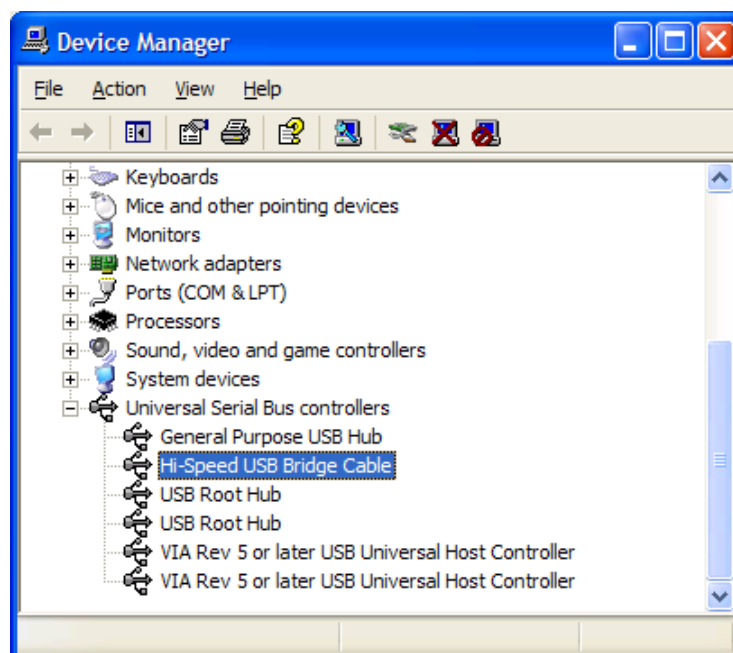 Device Manager
File Action View Help
Keyboards
Mice and other pointing devices
Monitors
Network adapters
Ports (COM & LPT)
Processors
Sound, video and game controllers
System devices
Universal Serial Bus controllers
General Purpose USB Hub
Hi-Speed USB Bridge Cable
USB Root Hub
USB Root Hub
VIA Rev 5 or later USB Universal Host Controller
VIA Rev 5 or later USB Universal Host Controller